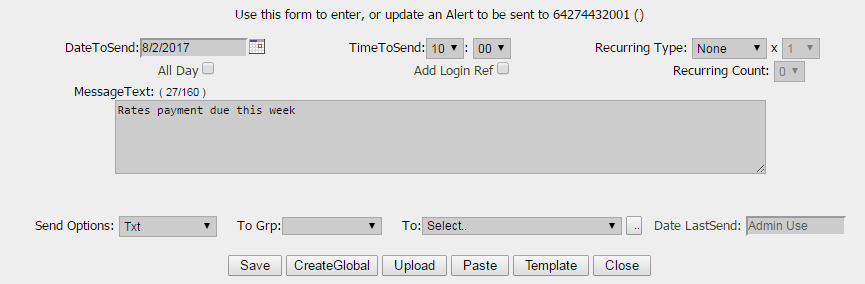 Use this form to enter, or update an Alert to be sent to 64274432001 ()
DateToSend: 8/2/2017 TimeToSend: 10 : 00 Recurring Type: None x 1
All Day Add Login Ref Recurring Count: 0
MessageText: ( 27/160 )
Rates payment due this week
Send Options: Txt To Grp: To: Select.. .. Date LastSend: Admin Use
Save CreateGlobal Upload Paste Template Close